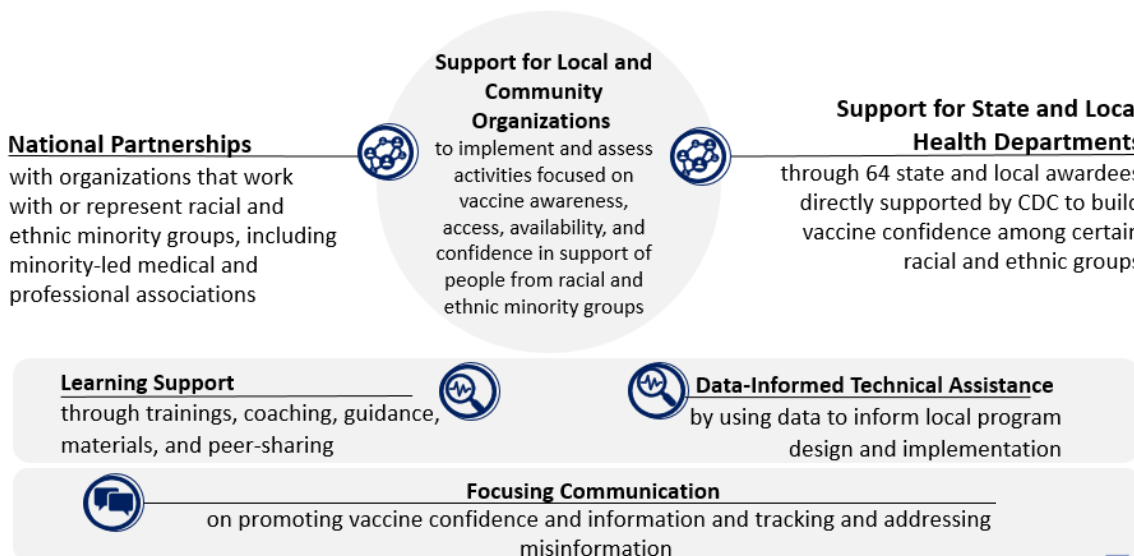 Support for Local and
Community
Organizations
to implement and assess
activities focused on
vaccine awareness,
access, availability, and
confidence in support of
people from racial and
ethnic minority groups
National Partnerships
with organizations that work
with or represent racial and
ethnic minority groups, including
minority-led medical and
professional associations
Support for State and Loca
Health Departments
through 64 state and local awardees
directly supported by CDC to build
vaccine confidence among certain
racial and ethnic groups
Learning Support
through trainings, coaching, guidance,
materials, and peer-sharing
Data-Informed Technical Assistance
by using data to inform local program
design and implementation
Focusing Communication
on promoting vaccine confidence and information and tracking and addressing
misinformation